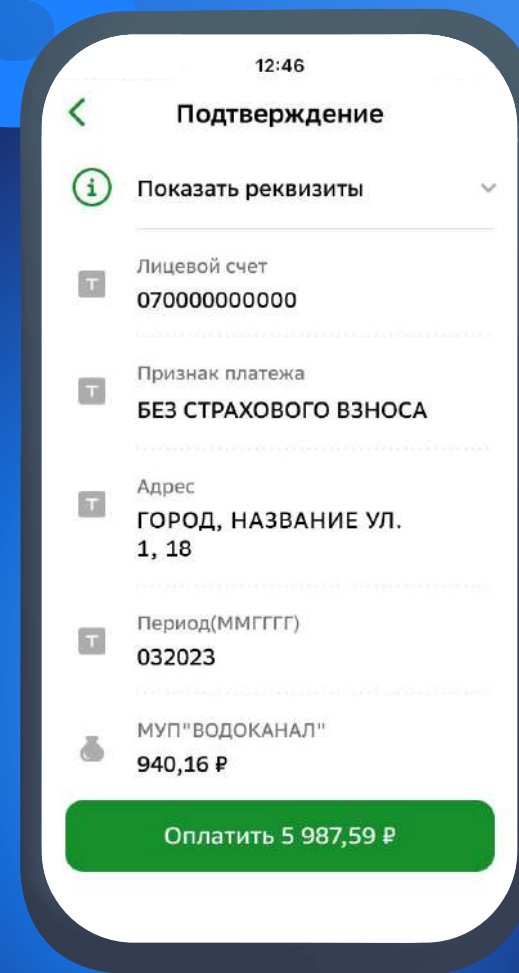 12:46
Подтверждение
Показать реквизиты
Лицевой счет
070000000000
Признак платежа
БЕЗ СТРАХОВОГО ВЗНОСА
Адрес
ГОРОД, НАЗВАНИЕ УЛ.
1, 18
Период(ММГГГГ)
032023
МУП"ВОДОКАНАЛ"
940,16 ₽
Оплатить 5 987,59 ₽